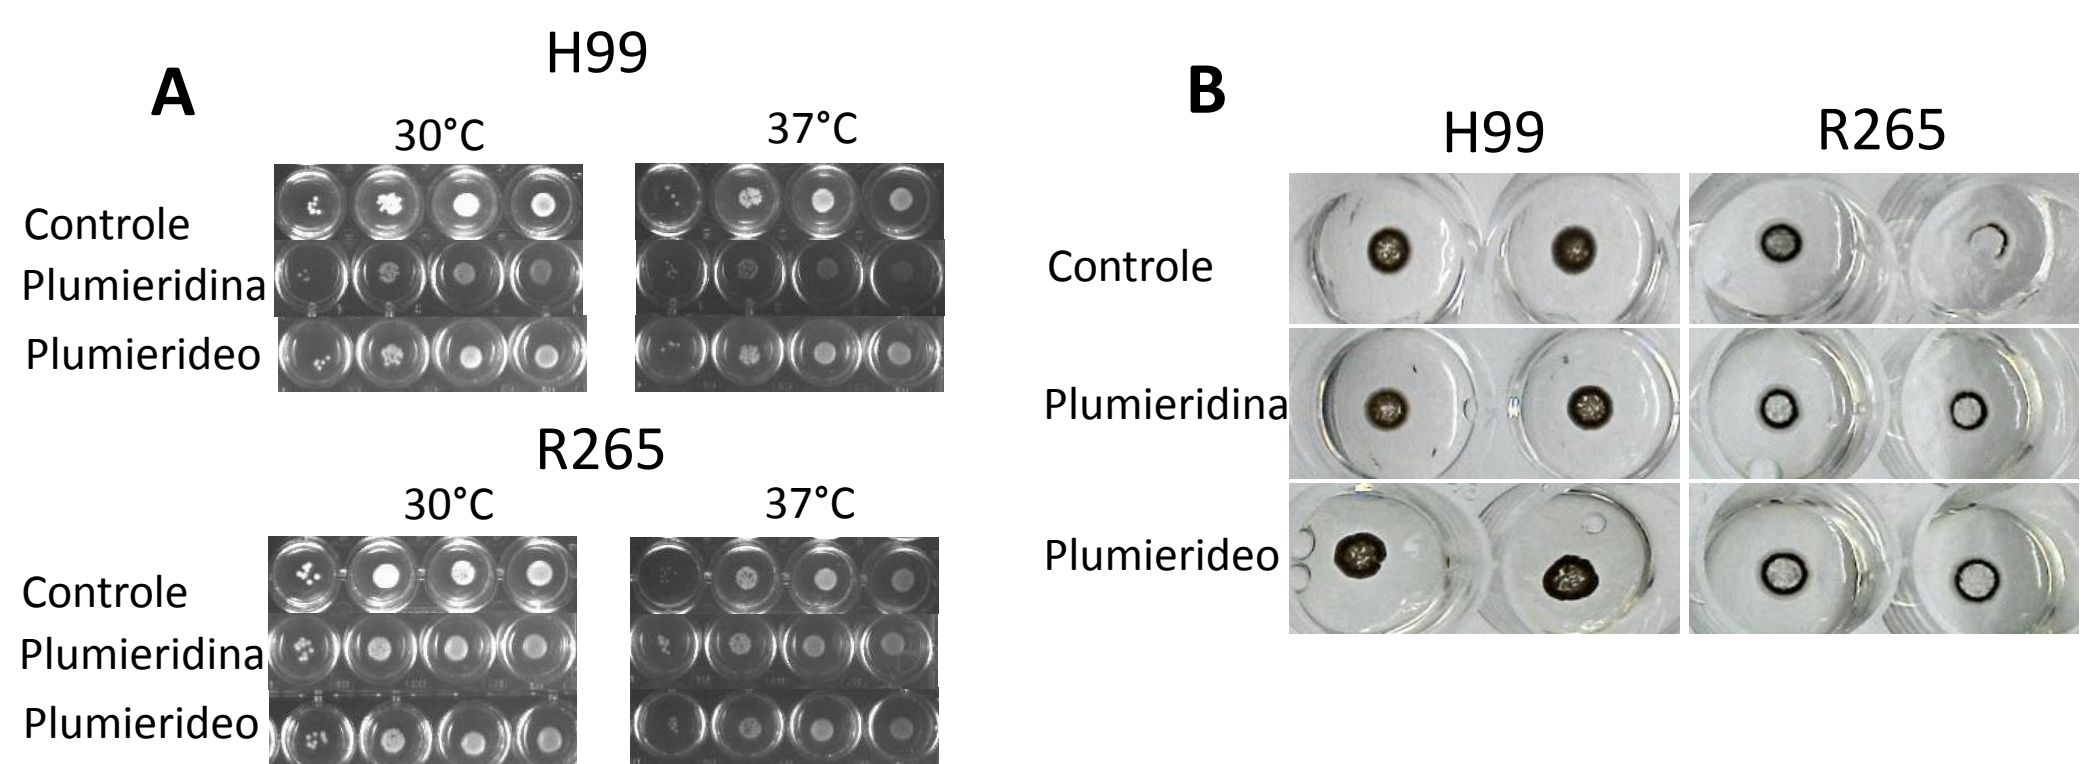 A
H99
30°C
37°C
Controle
Plumieridina
Plumierideo
R265
30°C
37°C
Controle
Plumieridina
Plumierideo
B
H99
R265
Controle
Plumieridina
Plumierideo